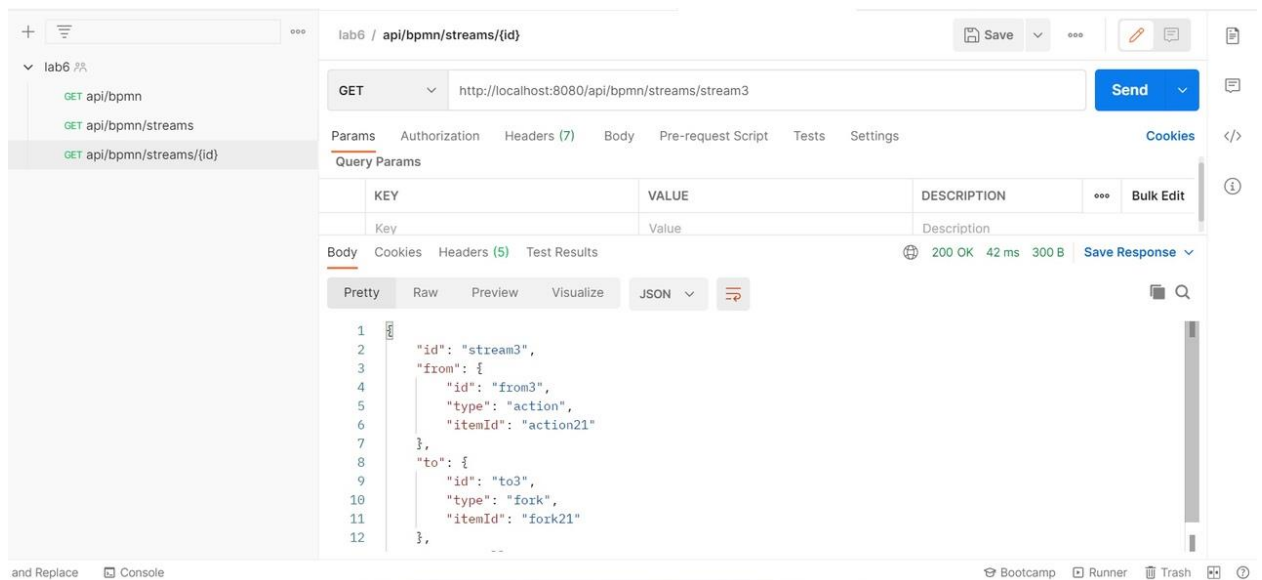 lab6 / api/bpmn/streams/{id}
Save
lab6
GET api/bpmn
GET api/bpmn/streams
GET api/bpmn/streams/{id}
GET http://localhost:8080/api/bpmn/streams/stream3 Send
Params Authorization Headers (7) Body Pre-request Script Tests Settings Cookies
Query Params
KEY VALUE DESCRIPTION Bulk Edit
Key Value Description
Body Cookies Headers (5) Test Results 200 OK 42 ms 300 B Save Response
Pretty Raw Preview Visualize JSON
1 {
2 "id": "stream3",
3 "from": {
4 "id": "from3",
5 "type": "action",
6 "itemId": "action21"
7 },
8 "to": {
9 "id": "to3",
10 "type": "fork",
11 "itemId": "fork21"
12 },
and Replace Console Bootcamp Runner Trash